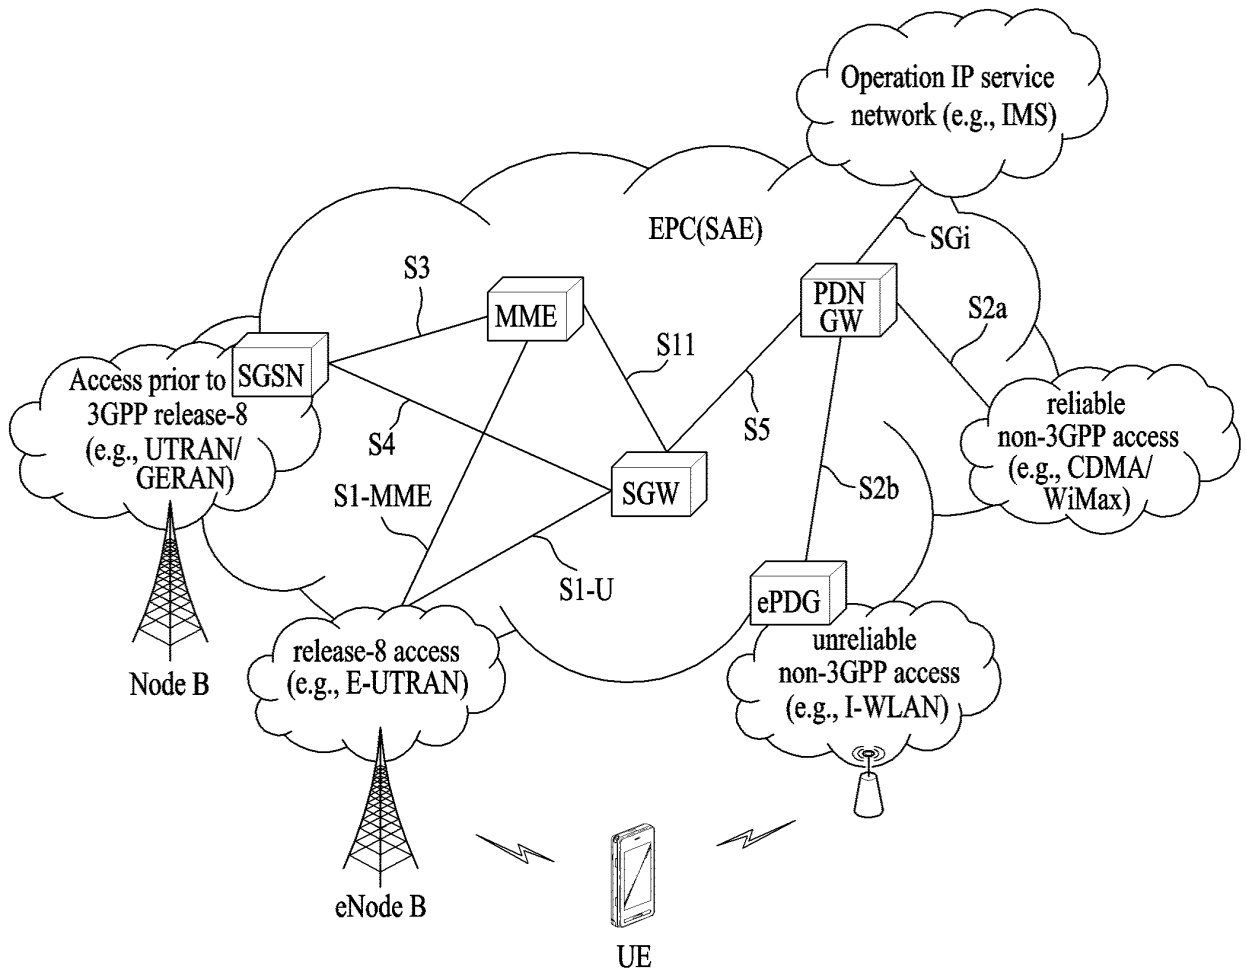 Operation IP service
network (e.g., IMS)
EPC(SAE)
SGi
S3
MME
PDN
GW
S2a
S11
SGSN
Access prior to
3GPP release-8
(e.g., UTRAN/
GERAN)
S4
S5
reliable
non-3GPP access
(e.g., CDMA/
WiMax)
S1-MME
SGW
S2b
S1-U
ePDG
unreliable
non-3GPP access
(e.g., I-WLAN)
release-8 access
(e.g., E-UTRAN)
Node B
eNode B
UE